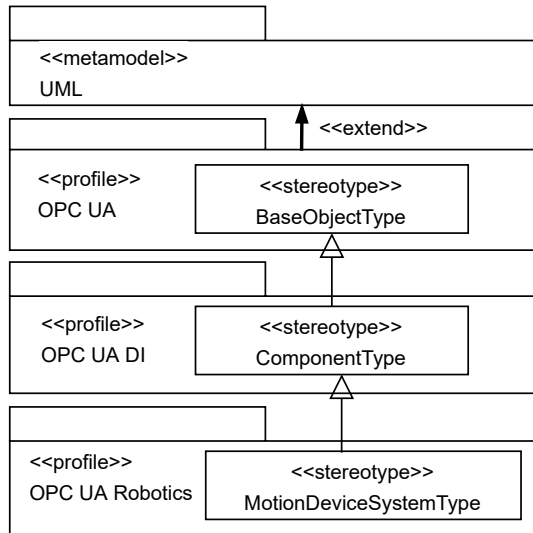 <<metamodel>>
UML
<<extend>>
<<profile>>
OPC UA
<<stereotype>>
BaseObjectType
<<profile>>
OPC UA DI
<<stereotype>>
ComponentType
<<profile>>
OPC UA Robotics
<<stereotype>>
MotionDeviceSystemType